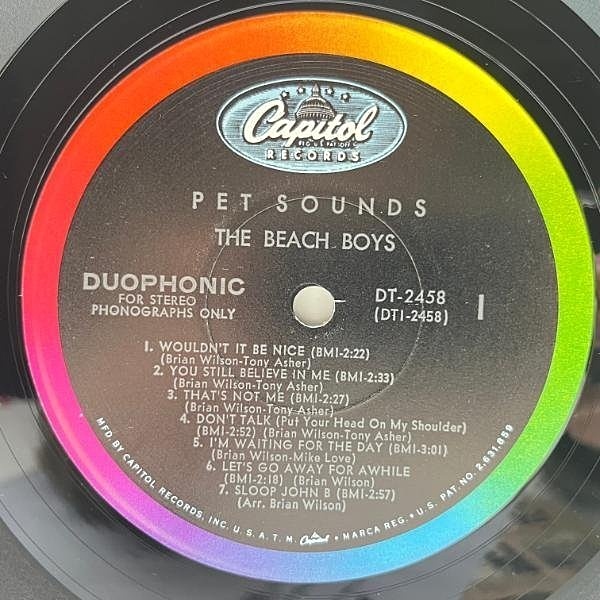 Capitol
REG. U.S. PAT. OFF.
RECORDS
PET SOUNDS
THE BEACH BOYS
DUOPHONIC
FOR STEREO
PHONOGRAPHS ONLY
DT-2458
(DT1-2458)
1
1. WOULDN'T IT BE NICE (BMI-2:22)
(Brian Wilson-Tony Asher)
2. YOU STILL BELIEVE IN ME (BMI-2:33)
(Brian Wilson-Tony Asher)
3. THAT'S NOT ME (BMI-2:27)
(Brian Wilson-Tony Asher)
4. DON'T TALK (Put Your Head On My Shoulder)
(BMI-2:52) (Brian Wilson-Tony Asher)
5. I'M WAITING FOR THE DAY (BMI-3:01)
(Brian Wilson-Mike Love)
6. LET'S GO AWAY FOR AWHILE
(BMI-2:18) (Brian Wilson)
7. SLOOP JOHN B (BMI-2:57)
(Arr. Brian Wilson)
MFD. BY CAPITOL RECORDS, INC. U. S. A. T. M. • Capitol • MARCA REG. • U. S. PAT. NO. 2,631,859